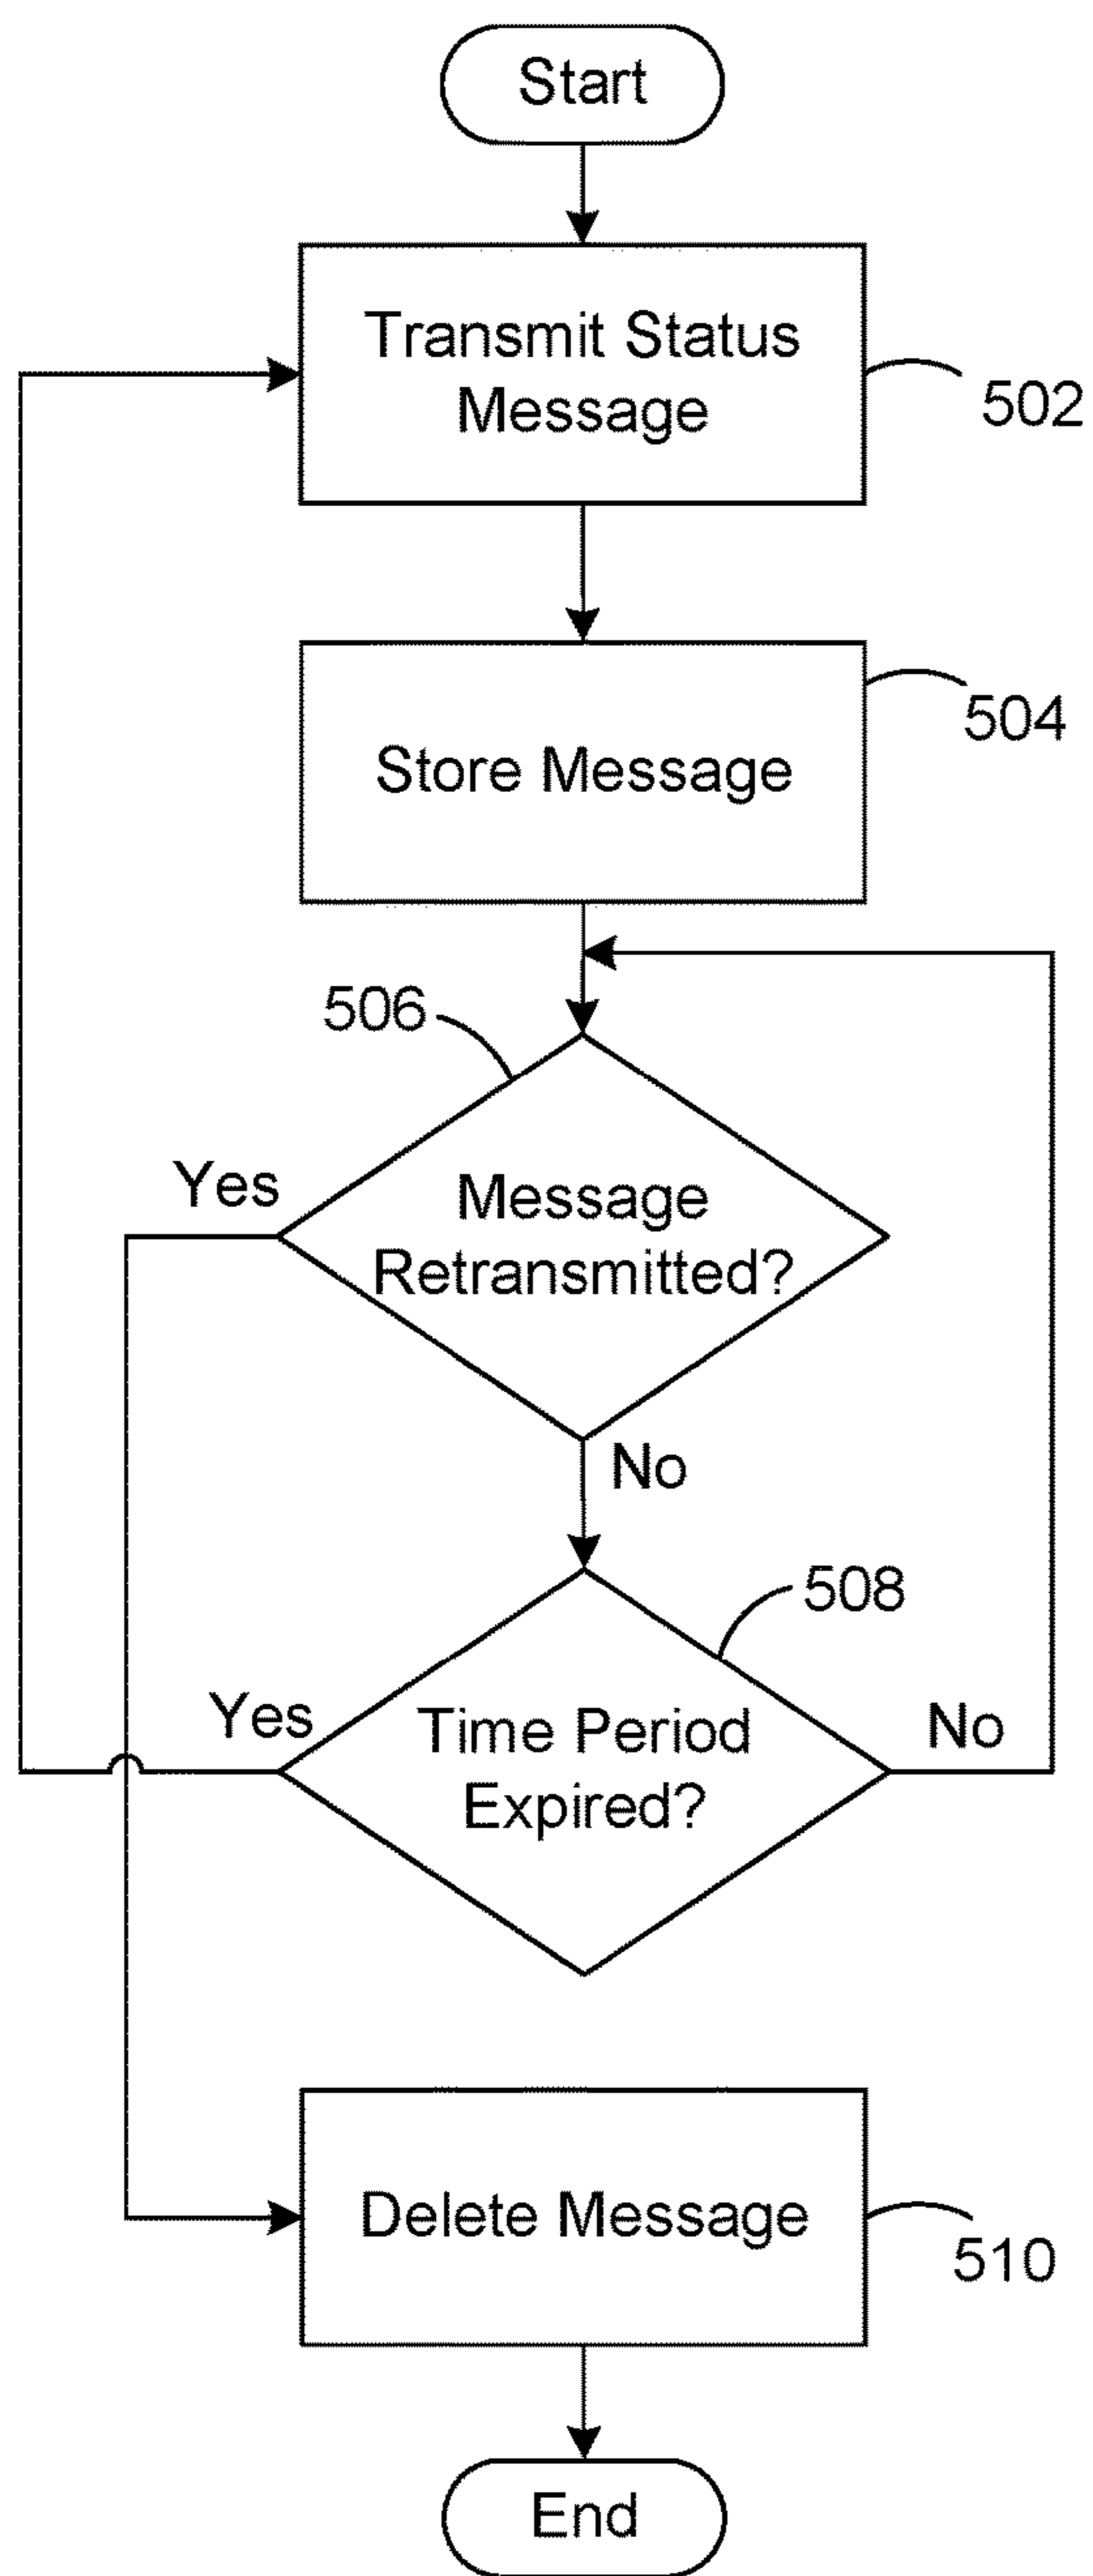 Start
Transmit Status
Message
502
Store Message
504
506
Yes
Message
Retransmitted?
No
508
Yes
Time Period
Expired?
No
Delete Message
510
End